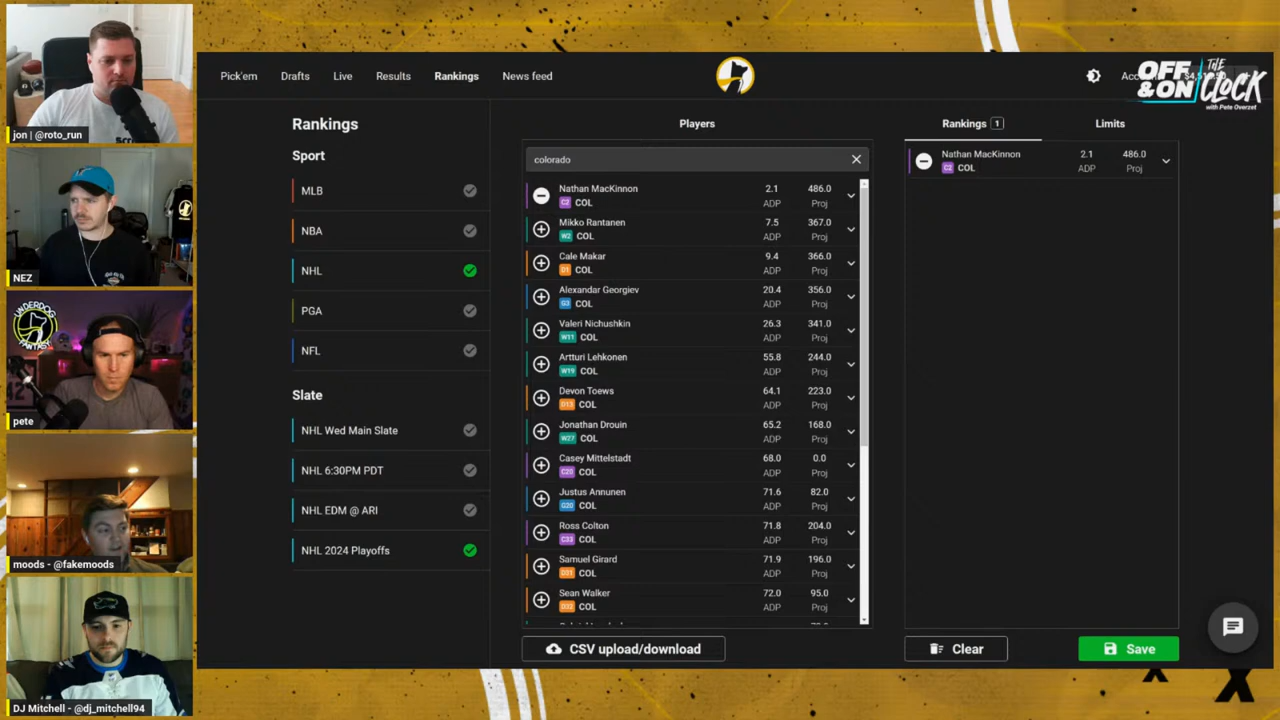 jon | @roto_run
NEZ
UNDERDOG
FANTASY
pete
moods - @fakemoods
DJ Mitchell - @dj_mitchell94
Pick'em
Drafts
Live
Results
Rankings
News feed
OFF
&ON
THE
CLOCK
with Pete Overzet
Rankings
Sport
MLB
NBA
NHL
PGA
NFL
Slate
NHL Wed Main Slate
NHL 6:30PM PDT
NHL EDM @ ARI
NHL 2024 Playoffs
Players
colorado
Nathan MacKinnon 2.1 486.0
C2 COL ADP Proj
Mikko Rantanen 7.5 367.0
W2 COL ADP Proj
Cale Makar 9.4 366.0
D1 COL ADP Proj
Alexandar Georgiev 20.4 356.0
G3 COL ADP Proj
Valeri Nichushkin 26.3 341.0
W11 COL ADP Proj
Artturi Lehkonen 55.8 244.0
W19 COL ADP Proj
Devon Toews 64.1 223.0
D13 COL ADP Proj
Jonathan Drouin 65.2 168.0
W27 COL ADP Proj
Casey Mittelstadt 68.0 0.0
C20 COL ADP Proj
Justus Annunen 71.6 82.0
G20 COL ADP Proj
Ross Colton 71.8 204.0
C33 COL ADP Proj
Samuel Girard 71.9 196.0
D31 COL ADP Proj
Sean Walker 72.0 95.0
D32 COL ADP Proj
CSV upload/download
Rankings 1
Limits
Nathan MacKinnon 2.1 486.0
C2 COL ADP Proj
Clear
Save